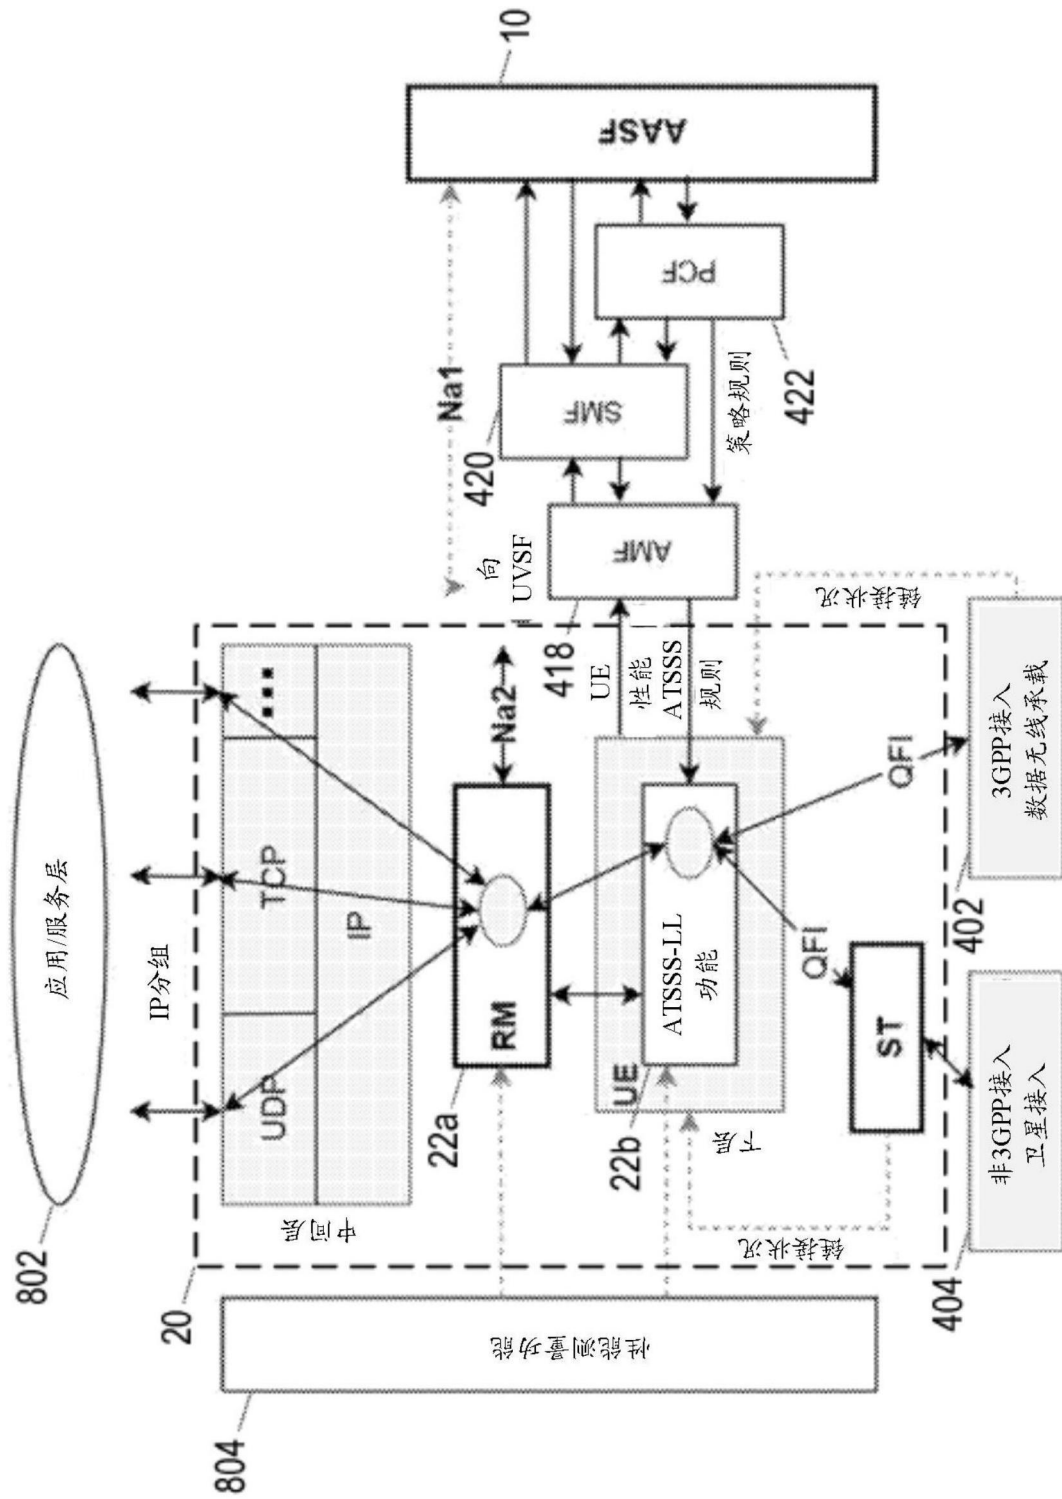 802
应用/服务层
IP分组
20
中间层
UDP
TCP
...
IP
22a
RM
Na2
向
UVSF
Na1
10
AASF
420
SMF
PCF
422
策略规则
418
AMF
UE
性能
ATSSS
规则
UE
22b
ATSSS-LL
功能
下层
链接状况
链接状况
QFI
QFI
ST
402
3GPP接入
数据无线承载
404
非3GPP接入
卫星接入
804
性能测量功能